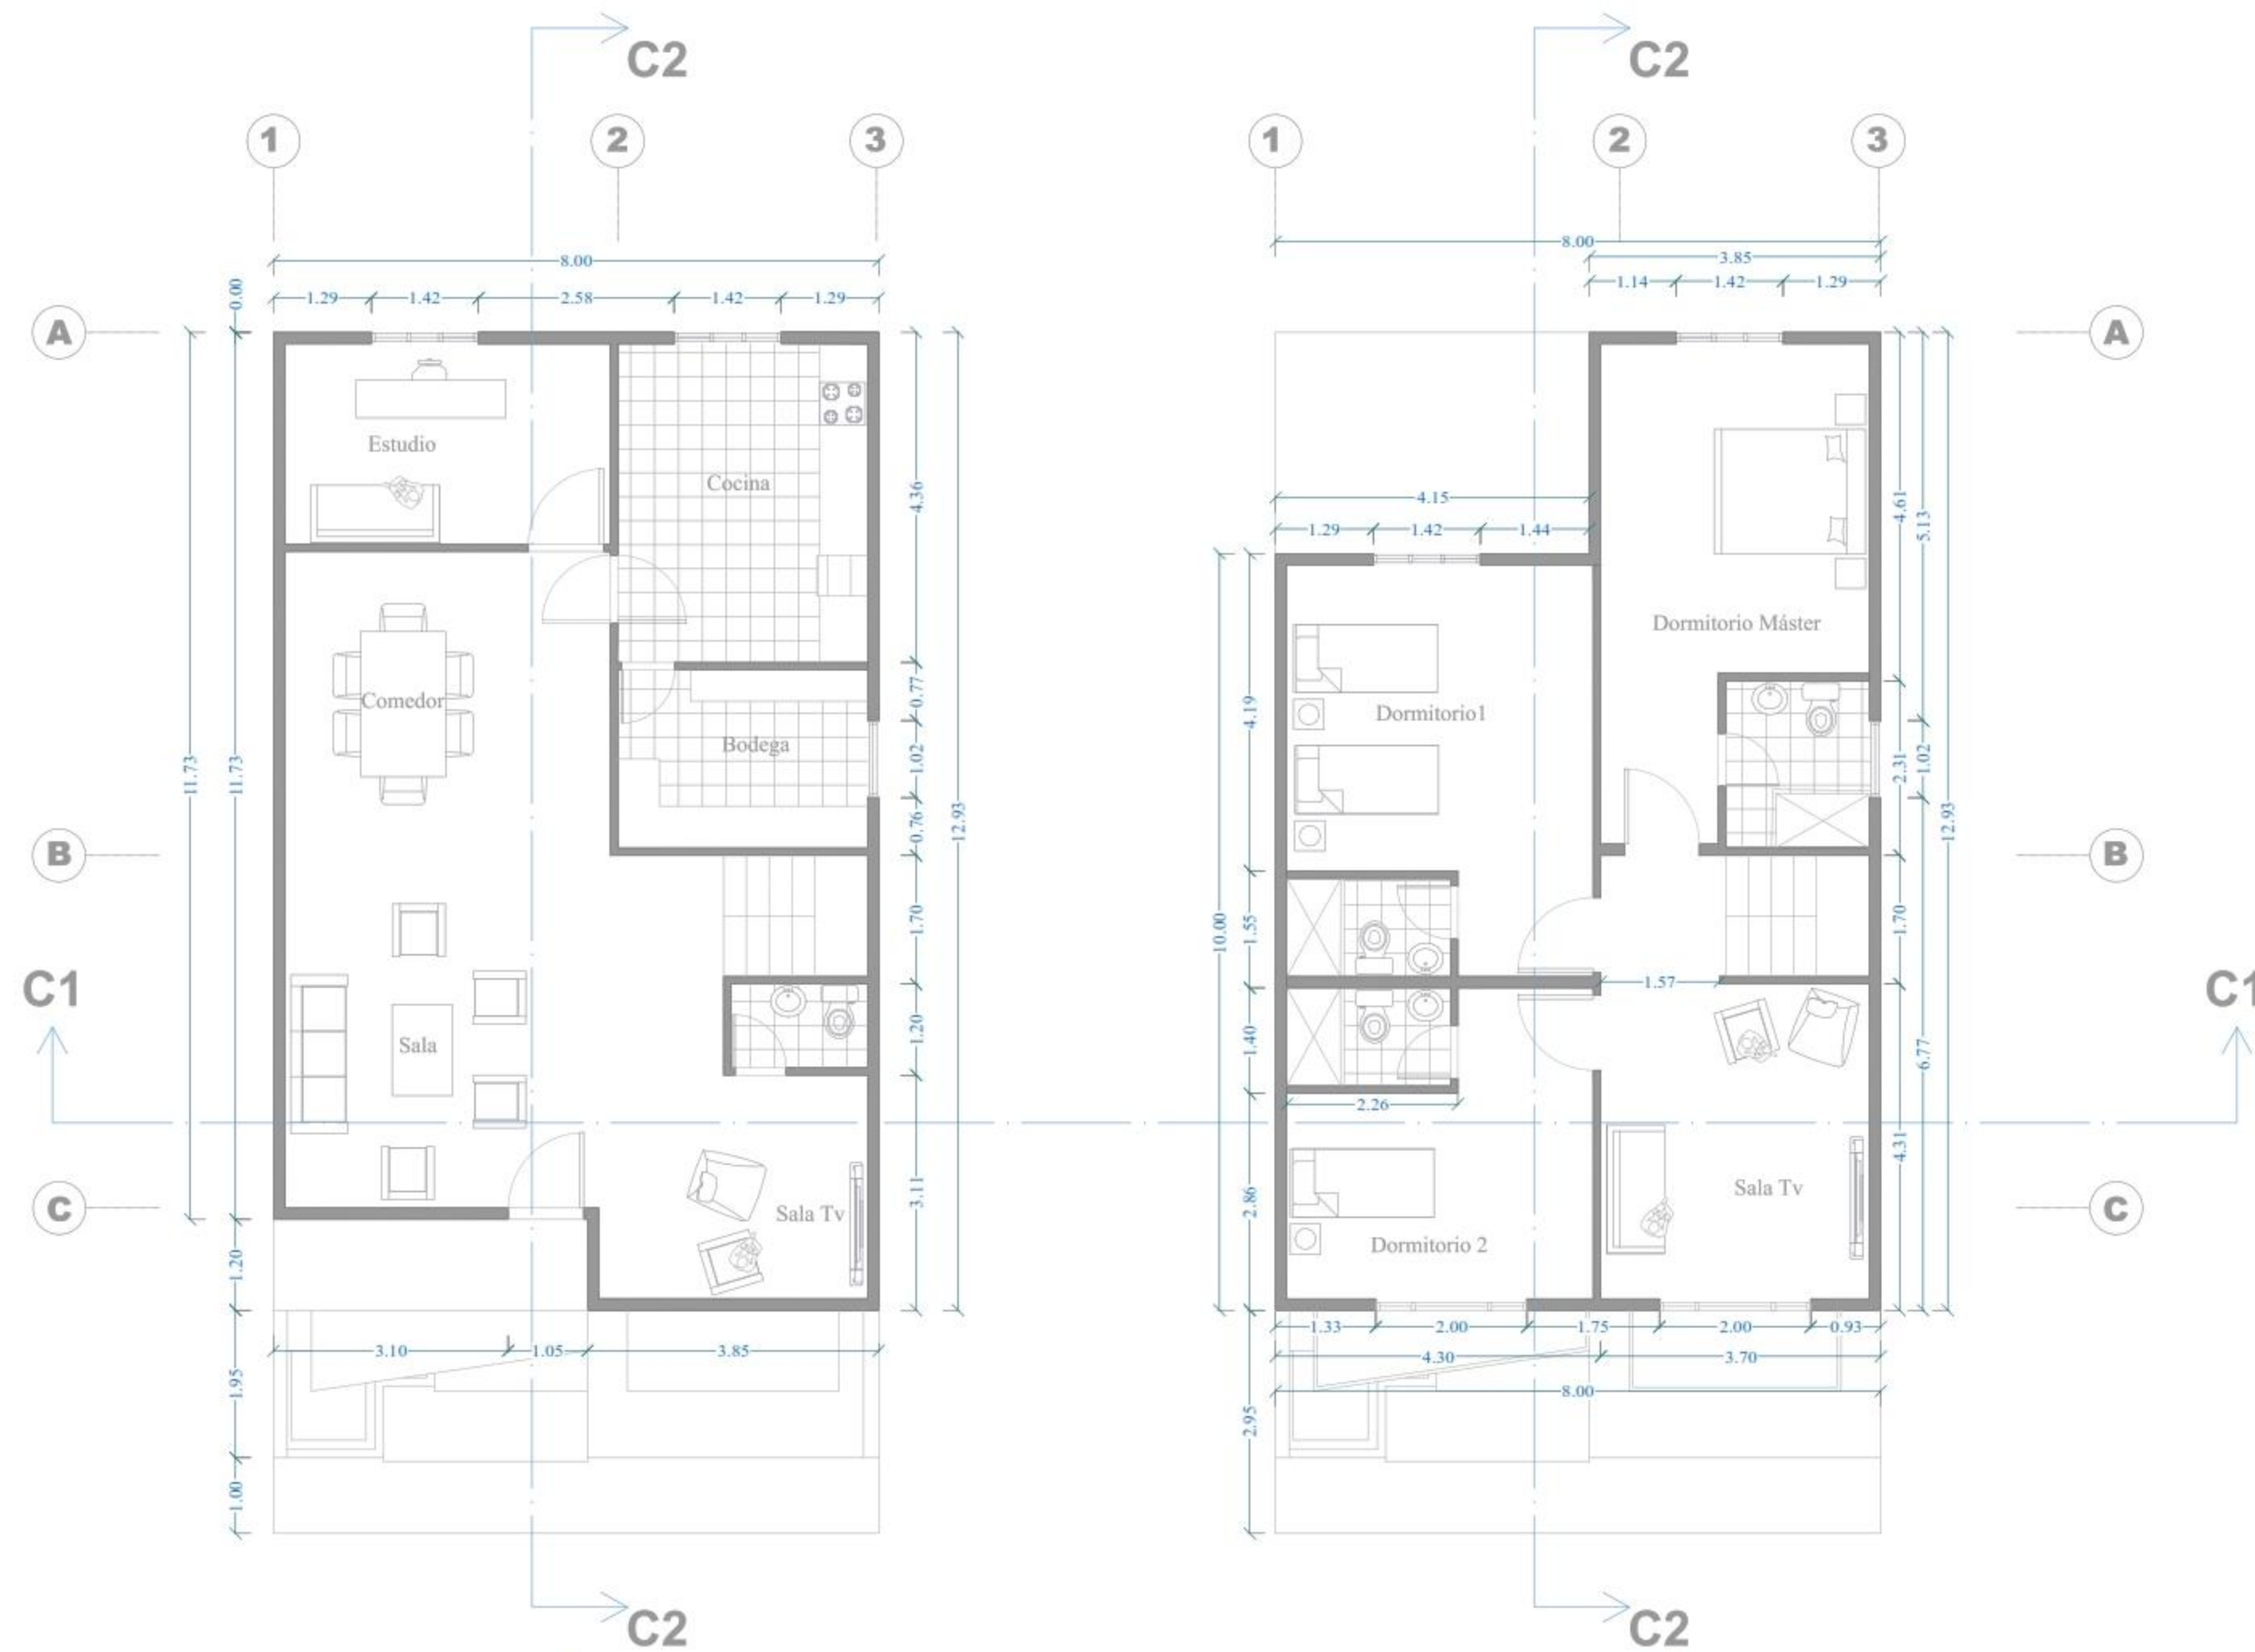 C2
C2
1
2
3
1
2
3
8.00
1.29
1.42
2.58
1.42
1.29
0.00
8.00
3.85
1.14
1.42
1.29
A
A
Estudio
Cocina
4.36
4.15
1.29
1.42
1.44
4.61
5.13
Dormitorio Máster
Comedor
0.77
Bodega
1.02
0.76
11.73
11.73
12.93
4.19
Dormitorio1
2.31
1.02
12.93
B
B
1.70
10.00
1.55
1.70
C1
C1
1.57
Sala
1.20
1.40
6.77
2.26
4.31
3.11
2.86
Sala Tv
Sala Tv
C
C
Dormitorio 2
1.20
3.10
1.05
3.85
1.33
2.00
1.75
2.00
0.93
4.30
3.70
8.00
1.95
2.95
1.00
C2
C2